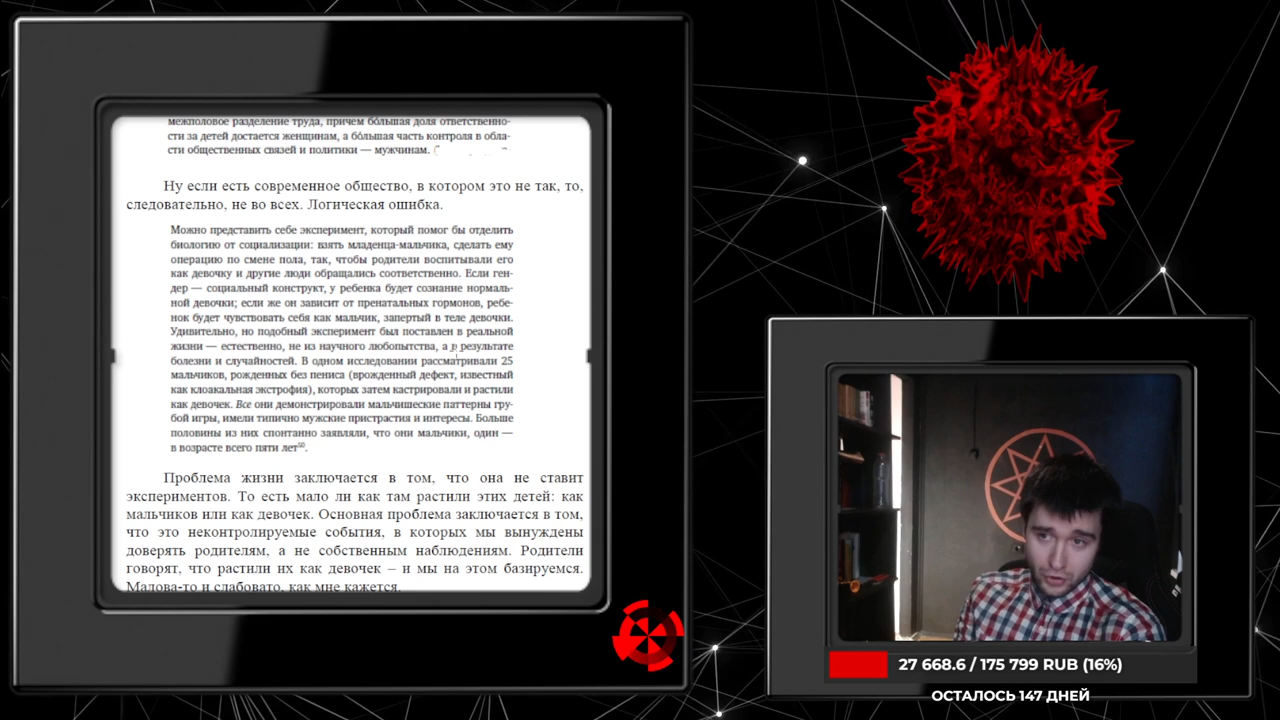 межполовое разделение труда, причем бо́льшая доля ответственно-
сти за детей достается женщинам, а бо́льшая часть контроля в обла-
сти общественных связей и политики — мужчинам.
Ну если есть современное общество, в котором это не так, то,
следовательно, не во всех. Логическая ошибка.
Можно представить себе эксперимент, который помог бы отделить
биологию от социализации: взять младенца-мальчика, сделать ему
операцию по смене пола, так, чтобы родители воспитывали его
как девочку и другие люди обращались соответственно. Если ген-
дер — социальный конструкт, у ребенка будет сознание нормаль-
ной девочки; если же он зависит от пренатальных гормонов, ребе-
нок будет чувствовать себя как мальчик, запертый в теле девочки.
Удивительно, но подобный эксперимент был поставлен в реальной
жизни — естественно, не из научного любопытства, а в результате
болезни и случайностей. В одном исследовании рассматривали 25
мальчиков, рожденных без пениса (врожденный дефект, известный
как клоакальная экстрофия), которых затем кастрировали и растили
как девочек. Все они демонстрировали мальчишеские паттерны гру-
бой игры, имели типично мужские пристрастия и интересы. Больше
половины из них спонтанно заявляли, что они мальчики, один —
в возрасте всего пяти лет⁶⁰.
Проблема жизни заключается в том, что она не ставит
экспериментов. То есть мало ли как там растили этих детей: как
мальчиков или как девочек. Основная проблема заключается в том,
что это неконтролируемые события, в которых мы вынуждены
доверять родителям, а не собственным наблюдениям. Родители
говорят, что растили их как девочек – и мы на этом базируемся.
Малова-то и слабовато, как мне кажется.
27 668.6 / 175 799 RUB (16%)
ОСТАЛОСЬ 147 ДНЕЙ